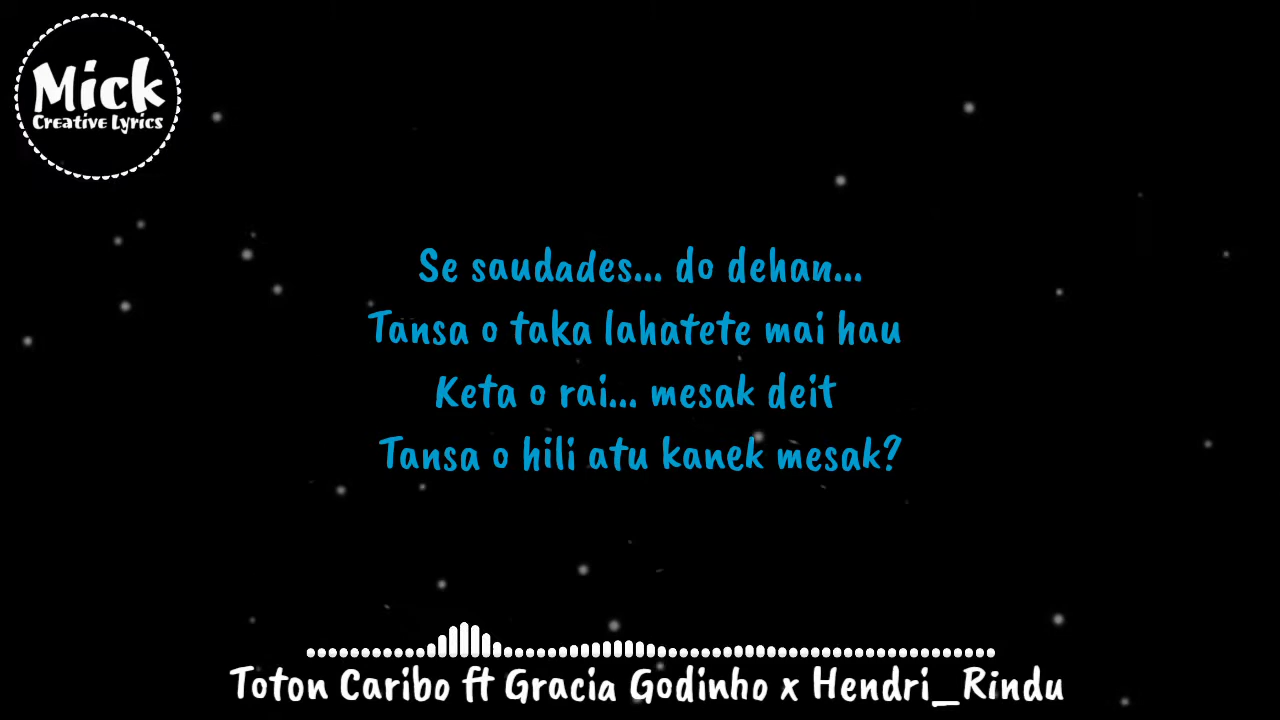 Mick
Creative Lyrics
Se saudades... do dehan...
Tansa o taka lahatete mai hau
Keta o rai... mesak deit
Tansa o hili atu kanek mesak?
Toton Caribo ft Gracia Godinho x Hendri_Rindu